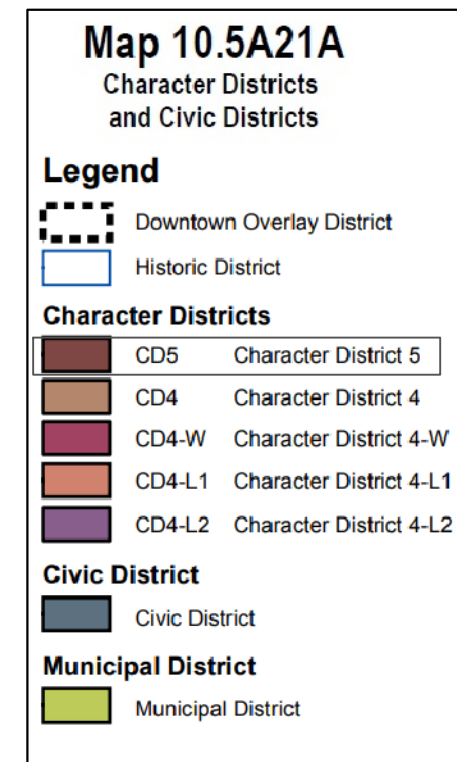 Map 10.5A21A
Character Districts
and Civic Districts
Legend
Downtown Overlay District
Historic District
Character Districts
CD5 Character District 5
CD4 Character District 4
CD4-W Character District 4-W
CD4-L1 Character District 4-L1
CD4-L2 Character District 4-L2
Civic District
Civic District
Municipal District
Municipal District